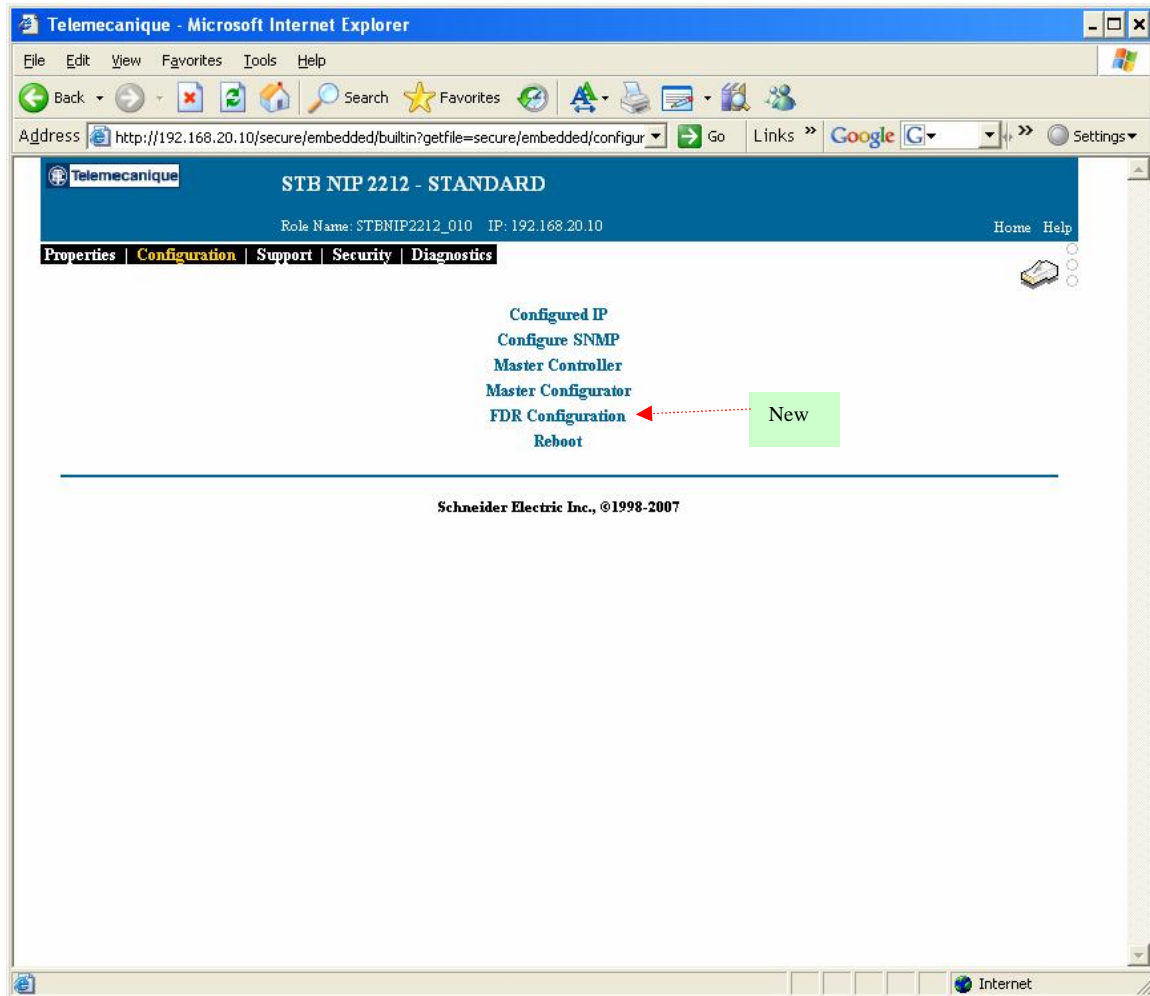 Telemecanique - Microsoft Internet Explorer
File Edit View Favorites Tools Help
Back Search Favorites
Address http://192.168.20.10/secure/embedded/builtin?getfile=secure/embedded/configur Go Links » Google G » Settings
Telemecanique
STB NIP 2212 - STANDARD
Role Name: STBNIP2212_010 IP: 192.168.20.10
Home Help
Properties | Configuration | Support | Security | Diagnostics
Configured IP
Configure SNMP
Master Controller
Master Configurator
FDR Configuration
New
Reboot
Schneider Electric Inc., ©1998-2007
Internet